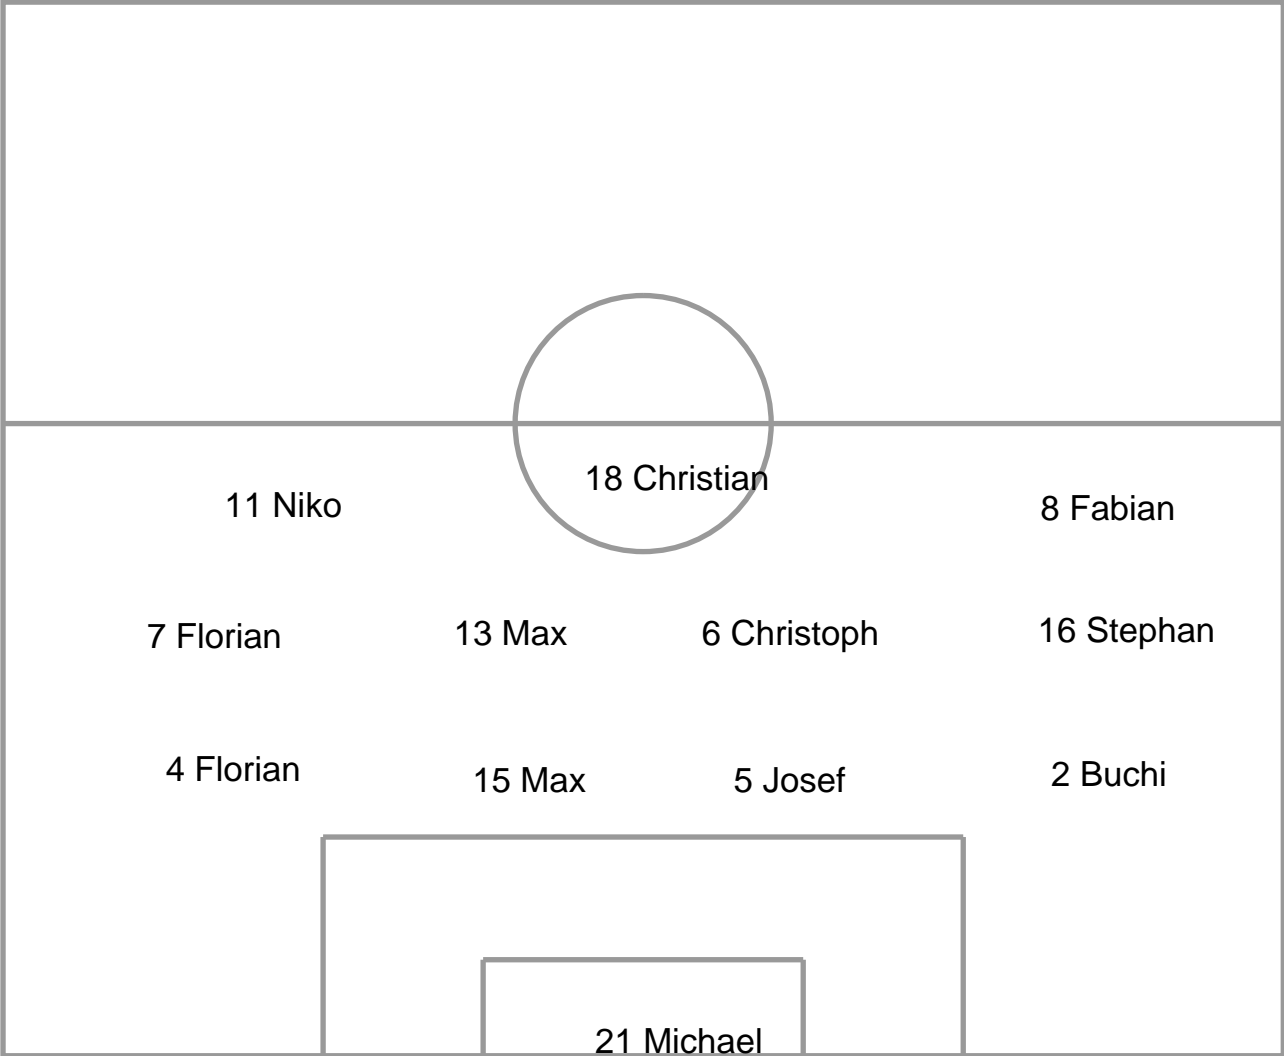 18 Christian
11 Niko
8 Fabian
7 Florian
13 Max
6 Christoph
16 Stephan
4 Florian
15 Max
5 Josef
2 Buchi
21 Michael